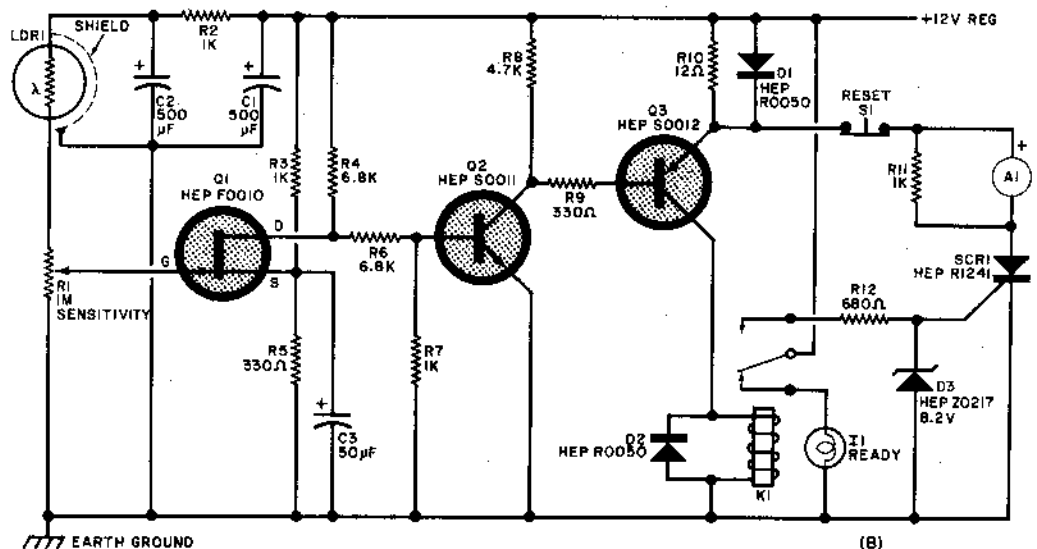 SHIELD
LDR1
λ
R2
1K
+
C2
500
μF
+
C1
500
μF
R3
1K
R4
6.8K
R8
4.7K
R10
12Ω
D1
HEP
R0050
+12V REG
RESET
S1
+
A1
R11
1K
Q3
HEP S0012
Q2
HEP S0011
Q1
HEP F0010
R9
330Ω
D
G
S
R6
6.8K
R1
1M
SENSITIVITY
R5
330Ω
R7
1K
+
C3
50μF
SCR1
HEP R1241
R12
680Ω
D3
HEP Z0217
8.2V
D2
HEP R0050
K1
I1
READY
EARTH GROUND
(B)